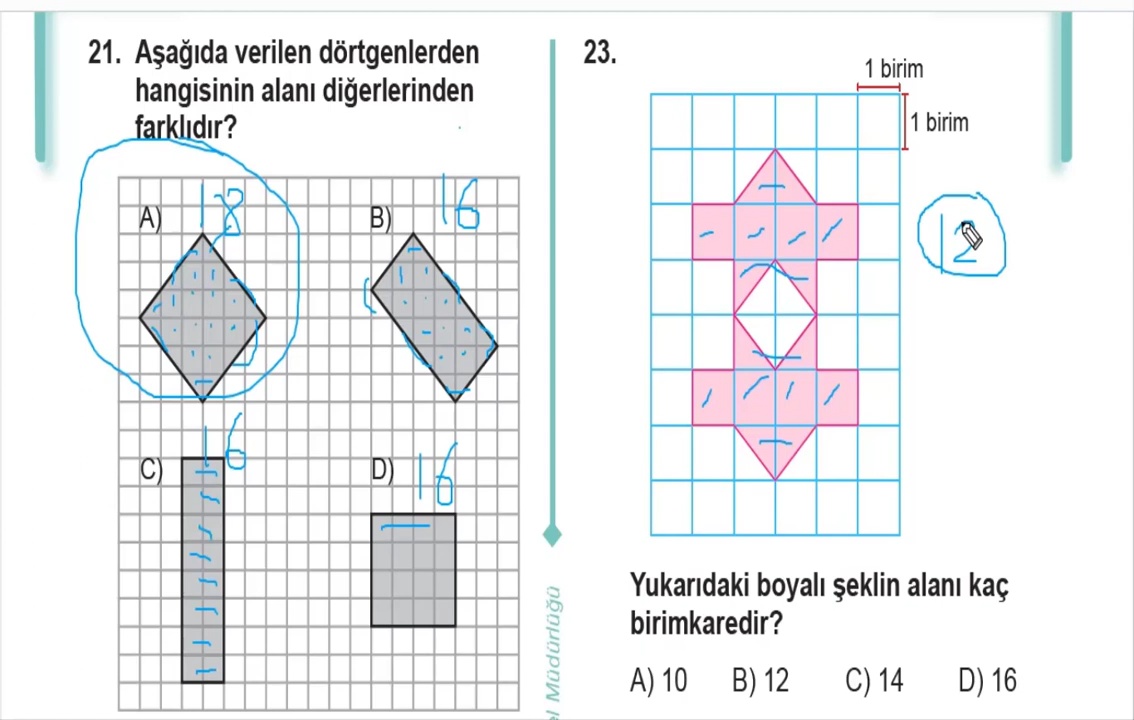 21. Aşağıda verilen dörtgenlerden
hangisinin alanı diğerlerinden
farklıdır?
A) 18
B) 16
C) 16
D) 16
el Müdürlüğü
23.
1 birim
1 birim
12
Yukarıdaki boyalı şeklin alanı kaç
birimkaredir?
A) 10 B) 12 C) 14 D) 16